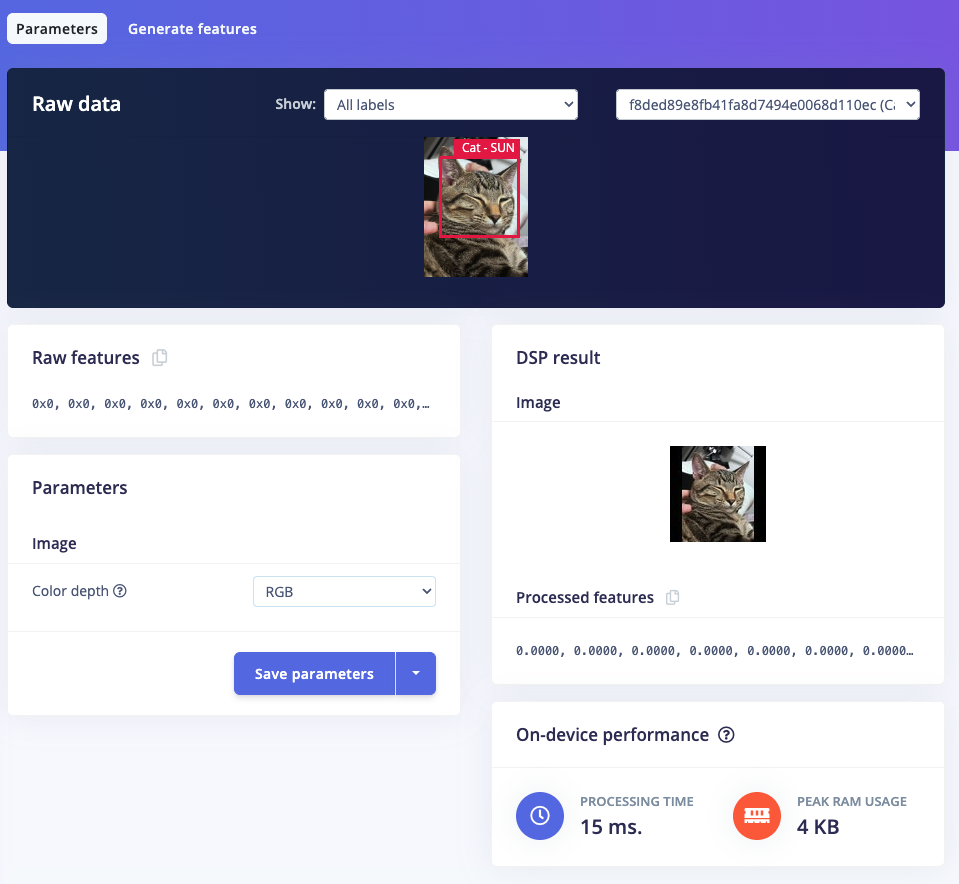 Parameters
Generate features
Raw data
Show:
All labels
f8ded89e8fb41fa8d7494e0068d110ec (Ca
Cat - SUN
Raw features
0x0, 0x0, 0x0, 0x0, 0x0, 0x0, 0x0, 0x0, 0x0, 0x0, 0x0,…
Parameters
Image
Color depth
RGB
Save parameters
DSP result
Image
Processed features
0.0000, 0.0000, 0.0000, 0.0000, 0.0000, 0.0000, 0.0000…
On-device performance
PROCESSING TIME
15 ms.
PEAK RAM USAGE
4 KB